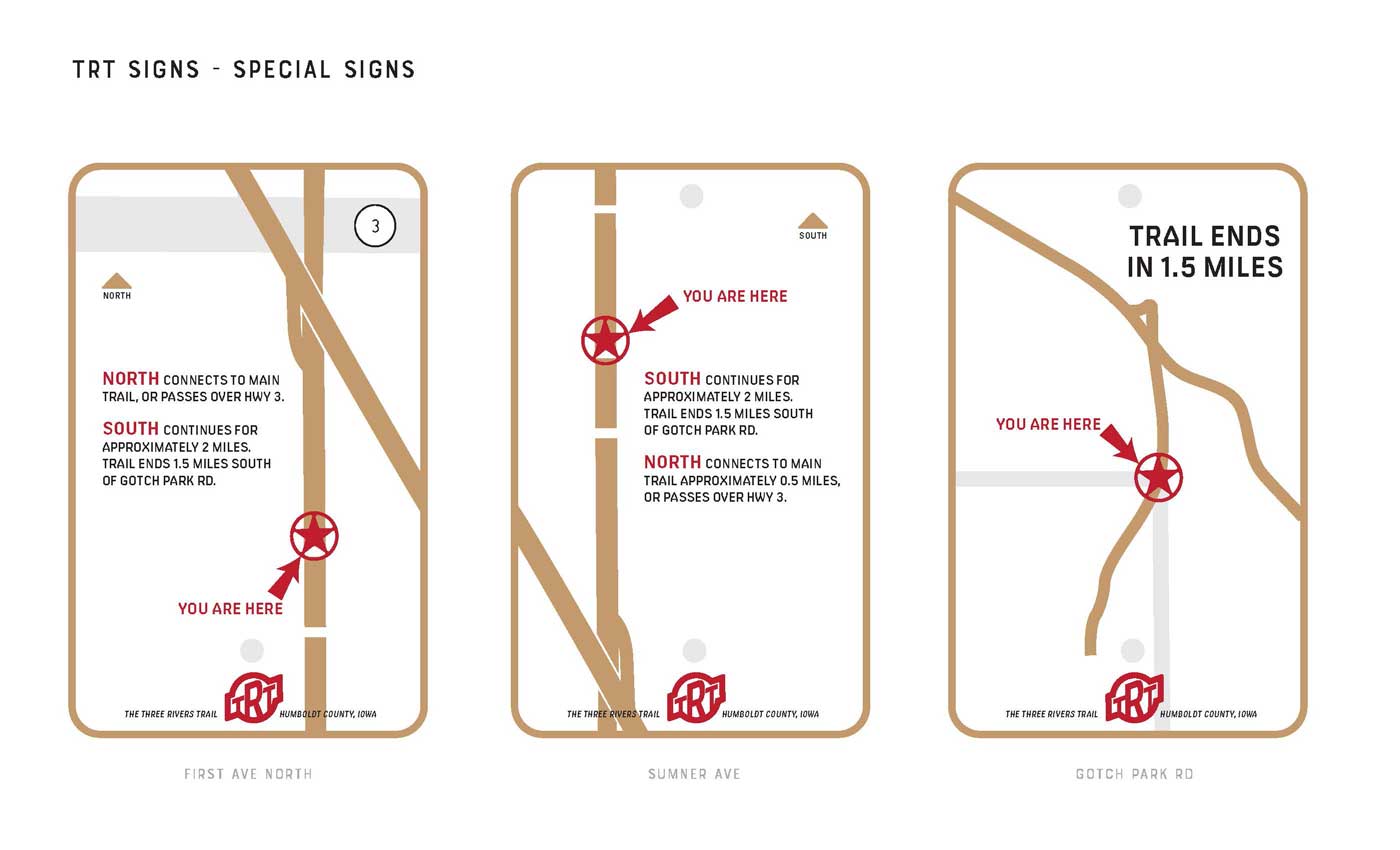 TRT SIGNS - SPECIAL SIGNS
3
NORTH
NORTH CONNECTS TO MAIN
TRAIL, OR PASSES OVER HWY 3.
SOUTH CONTINUES FOR
APPROXIMATELY 2 MILES.
TRAIL ENDS 1.5 MILES SOUTH
OF GOTCH PARK RD.
YOU ARE HERE
THE THREE RIVERS TRAIL
TRT
HUMBOLDT COUNTY, IOWA
FIRST AVE NORTH
SOUTH
YOU ARE HERE
SOUTH CONTINUES FOR
APPROXIMATELY 2 MILES.
TRAIL ENDS 1.5 MILES SOUTH
OF GOTCH PARK RD.
NORTH CONNECTS TO MAIN
TRAIL APPROXIMATELY 0.5 MILES,
OR PASSES OVER HWY 3.
THE THREE RIVERS TRAIL
TRT
HUMBOLDT COUNTY, IOWA
SUMNER AVE
TRAIL ENDS
IN 1.5 MILES
YOU ARE HERE
THE THREE RIVERS TRAIL
TRT
HUMBOLDT COUNTY, IOWA
GOTCH PARK RD